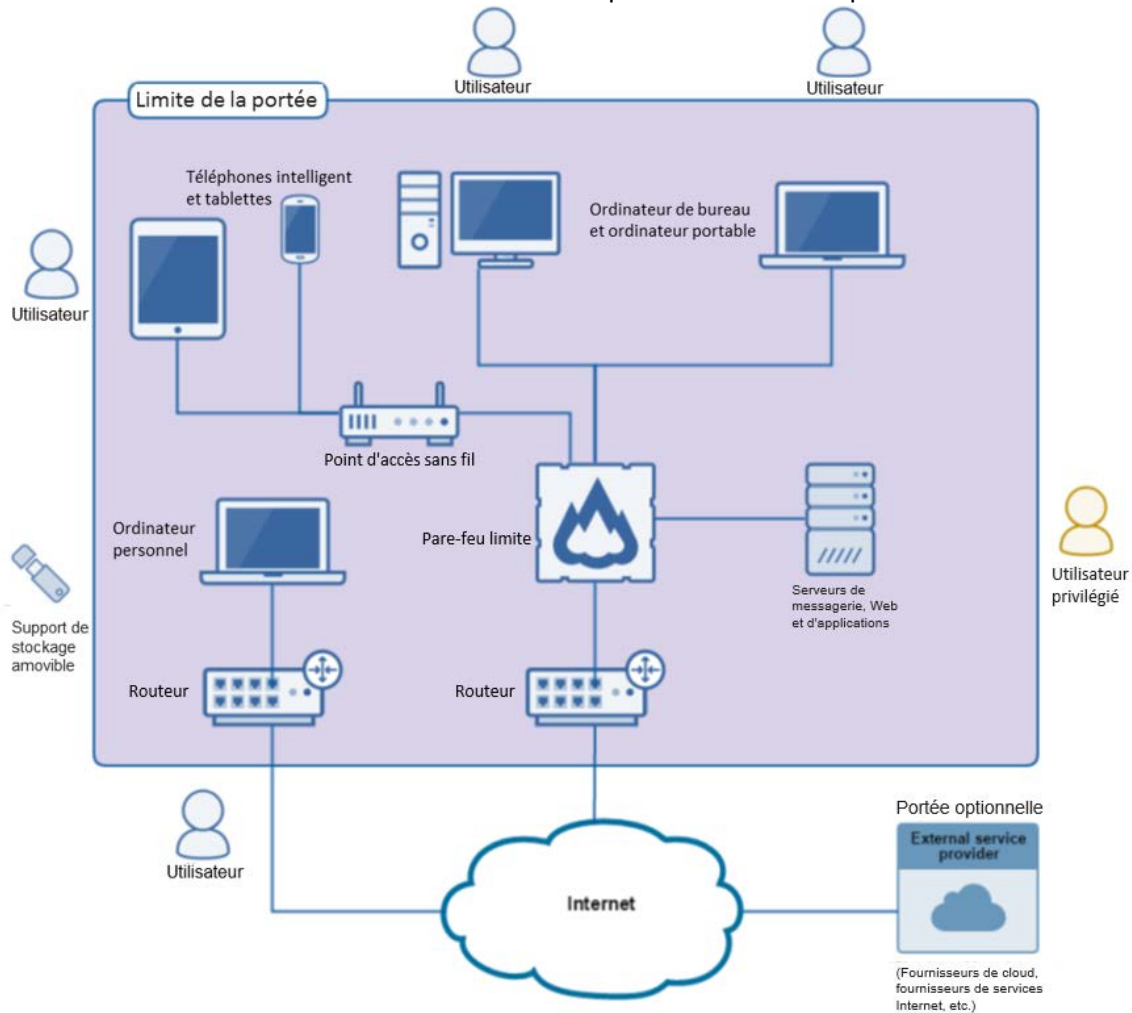 Utilisateur
Utilisateur
Limite de la portée
Téléphones intelligent
et tablettes
Ordinateur de bureau
et ordinateur portable
Utilisateur
Point d'accès sans fil
Ordinateur
personnel
Pare-feu limite
Serveurs de
messagerie, Web
et d'applications
Utilisateur
privilégié
Support de
stockage
amovible
Routeur
Routeur
Utilisateur
Internet
Portée optionnelle
External service
provider
(Fournisseurs de cloud,
fournisseurs de services
Internet, etc.)